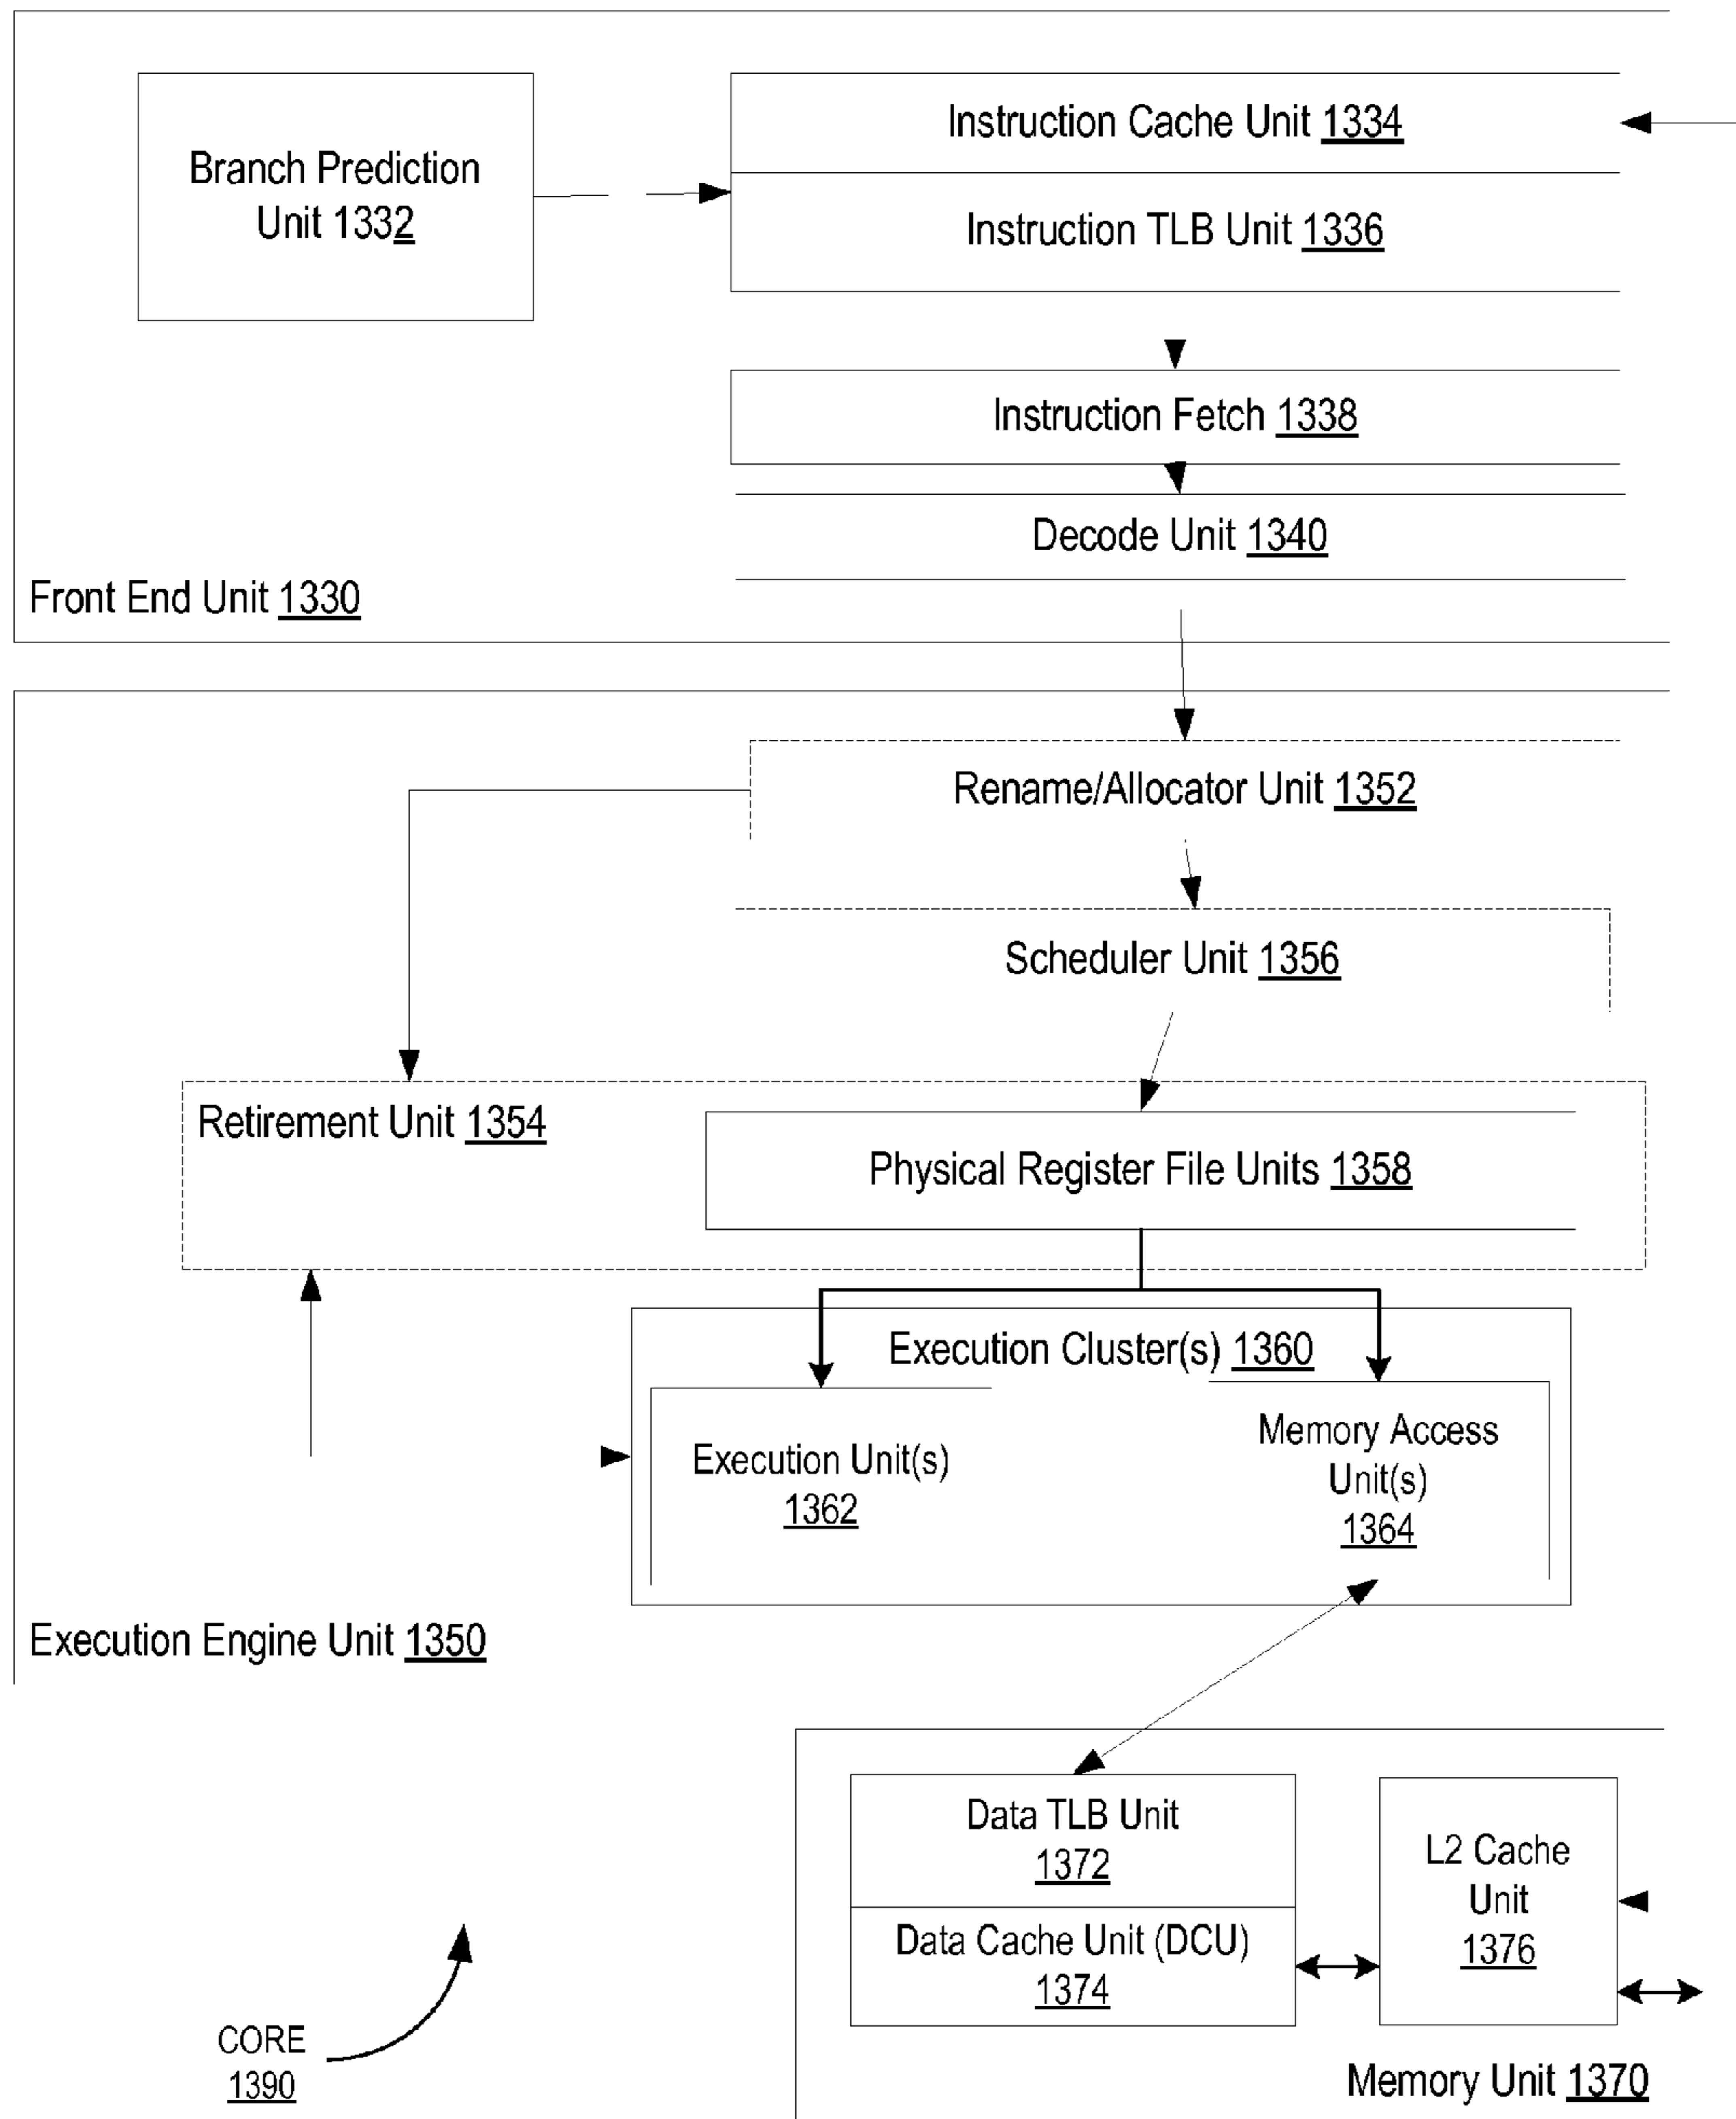 Branch Prediction
Unit 1332
Instruction Cache Unit 1334
Instruction TLB Unit 1336
Instruction Fetch 1338
Decode Unit 1340
Front End Unit 1330
Rename/Allocator Unit 1352
Scheduler Unit 1356
Retirement Unit 1354
Physical Register File Units 1358
Execution Cluster(s) 1360
Execution Unit(s)
1362
Memory Access
Unit(s)
1364
Execution Engine Unit 1350
Data TLB Unit
1372
Data Cache Unit (DCU)
1374
L2 Cache
Unit
1376
CORE
1390
Memory Unit 1370